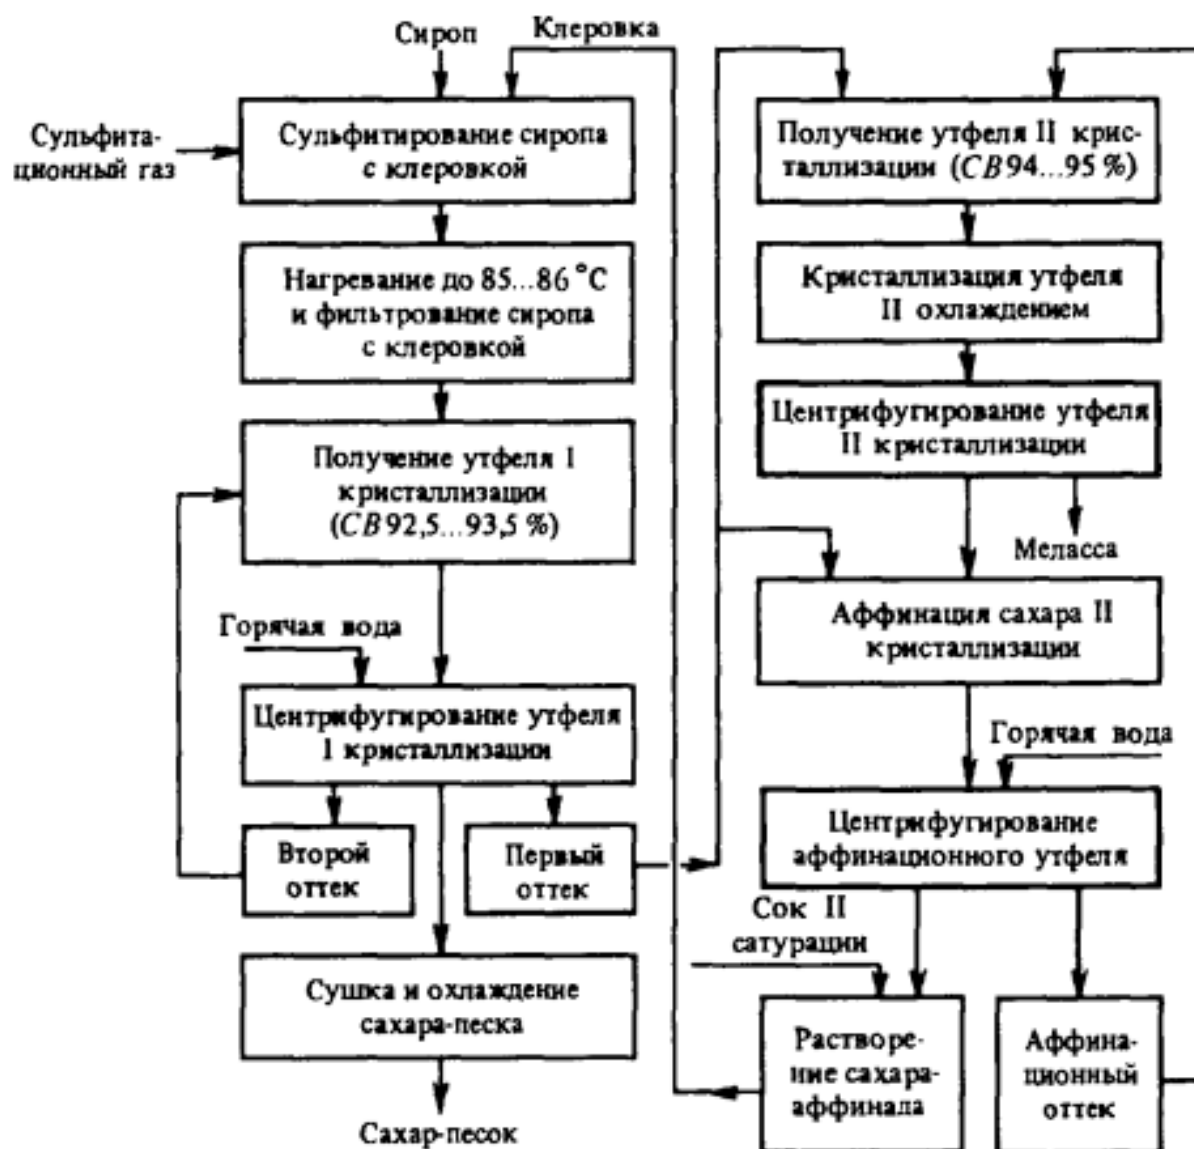 Сироп
Клеровка
Сульфита-
ционный газ
Сульфитирование сиропа
с клеровкой
Нагревание до 85...86 °С
и фильтрование сиропа
с клеровкой
Получение утфеля I
кристаллизации
(СВ 92,5...93,5 %)
Горячая вода
Центрифугирование утфеля
I кристаллизации
Второй
оттек
Первый
оттек
Сушка и охлаждение
сахара-песка
Сахар-песок
Получение утфеля II крис-
таллизации (СВ 94...95 %)
Кристаллизация утфеля
II охлаждением
Центрифугирование утфеля
II кристаллизации
Меласса
Аффинация сахара II
кристаллизации
Горячая вода
Центрифугирование
аффинационного утфеля
Сок II
сатурации
Растворе-
ние сахара-
аффинала
Аффина-
ционный
оттек